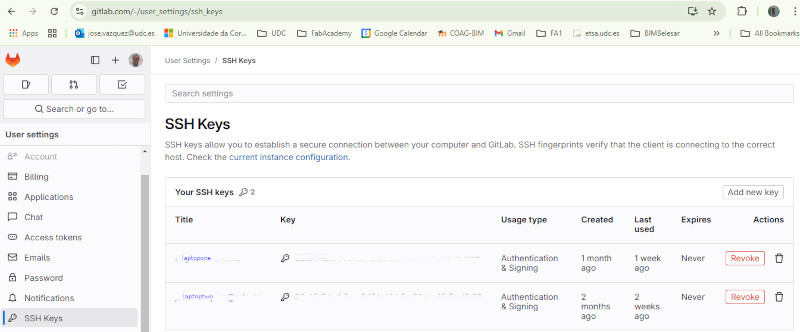 gitlab.com/-/user_settings/ssh_keys
Apps jose.vazquez@udc.es Universidade da Cor... UDC FabAcademy Google Calendar COAG-BIM Gmail FA1 etsa.udc.es BIMBelesar » All Bookmarks
Search or go to...
User settings
Account
Billing
Applications
Chat
Access tokens
Emails
Password
Notifications
SSH Keys
User Settings / SSH Keys
Search settings
SSH Keys
SSH keys allow you to establish a secure connection between your computer and GitLab. SSH fingerprints verify that the client is connecting to the correct
host. Check the current instance configuration.
Your SSH keys 2 Add new key
Title Key Usage type Created Last used Expires Actions
laptopone Authentication & Signing 1 month ago 1 week ago Never Revoke
laptoptwo Authentication & Signing 2 months ago 2 weeks ago Never Revoke